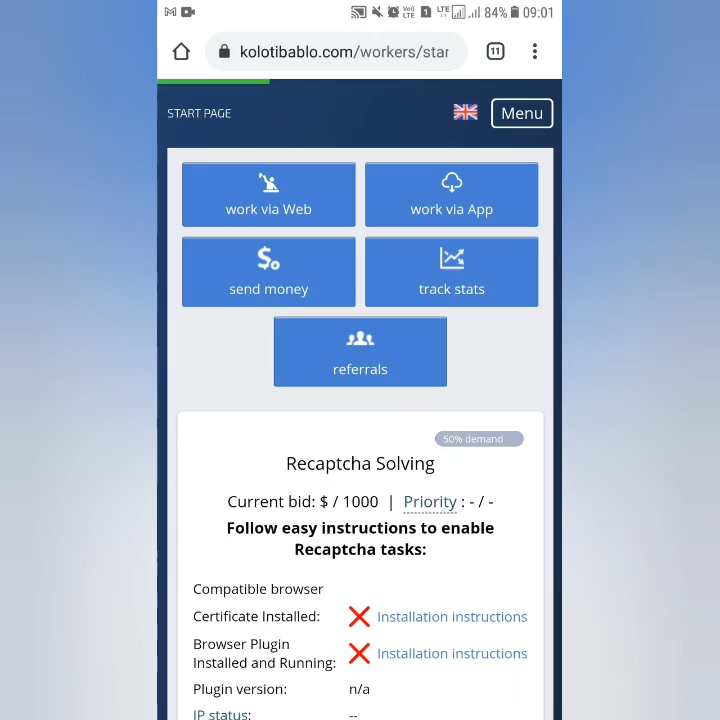 LTE 84% 09:01
kolotibablo.com/workers/star
11
START PAGE
Menu
work via Web
work via App
send money
track stats
referrals
50% demand
Recaptcha Solving
Current bid: $ / 1000 | Priority : - / -
Follow easy instructions to enable
Recaptcha tasks:
Compatible browser
Certificate Installed: Installation instructions
Browser Plugin
Installed and Running: Installation instructions
Plugin version: n/a
IP status: --